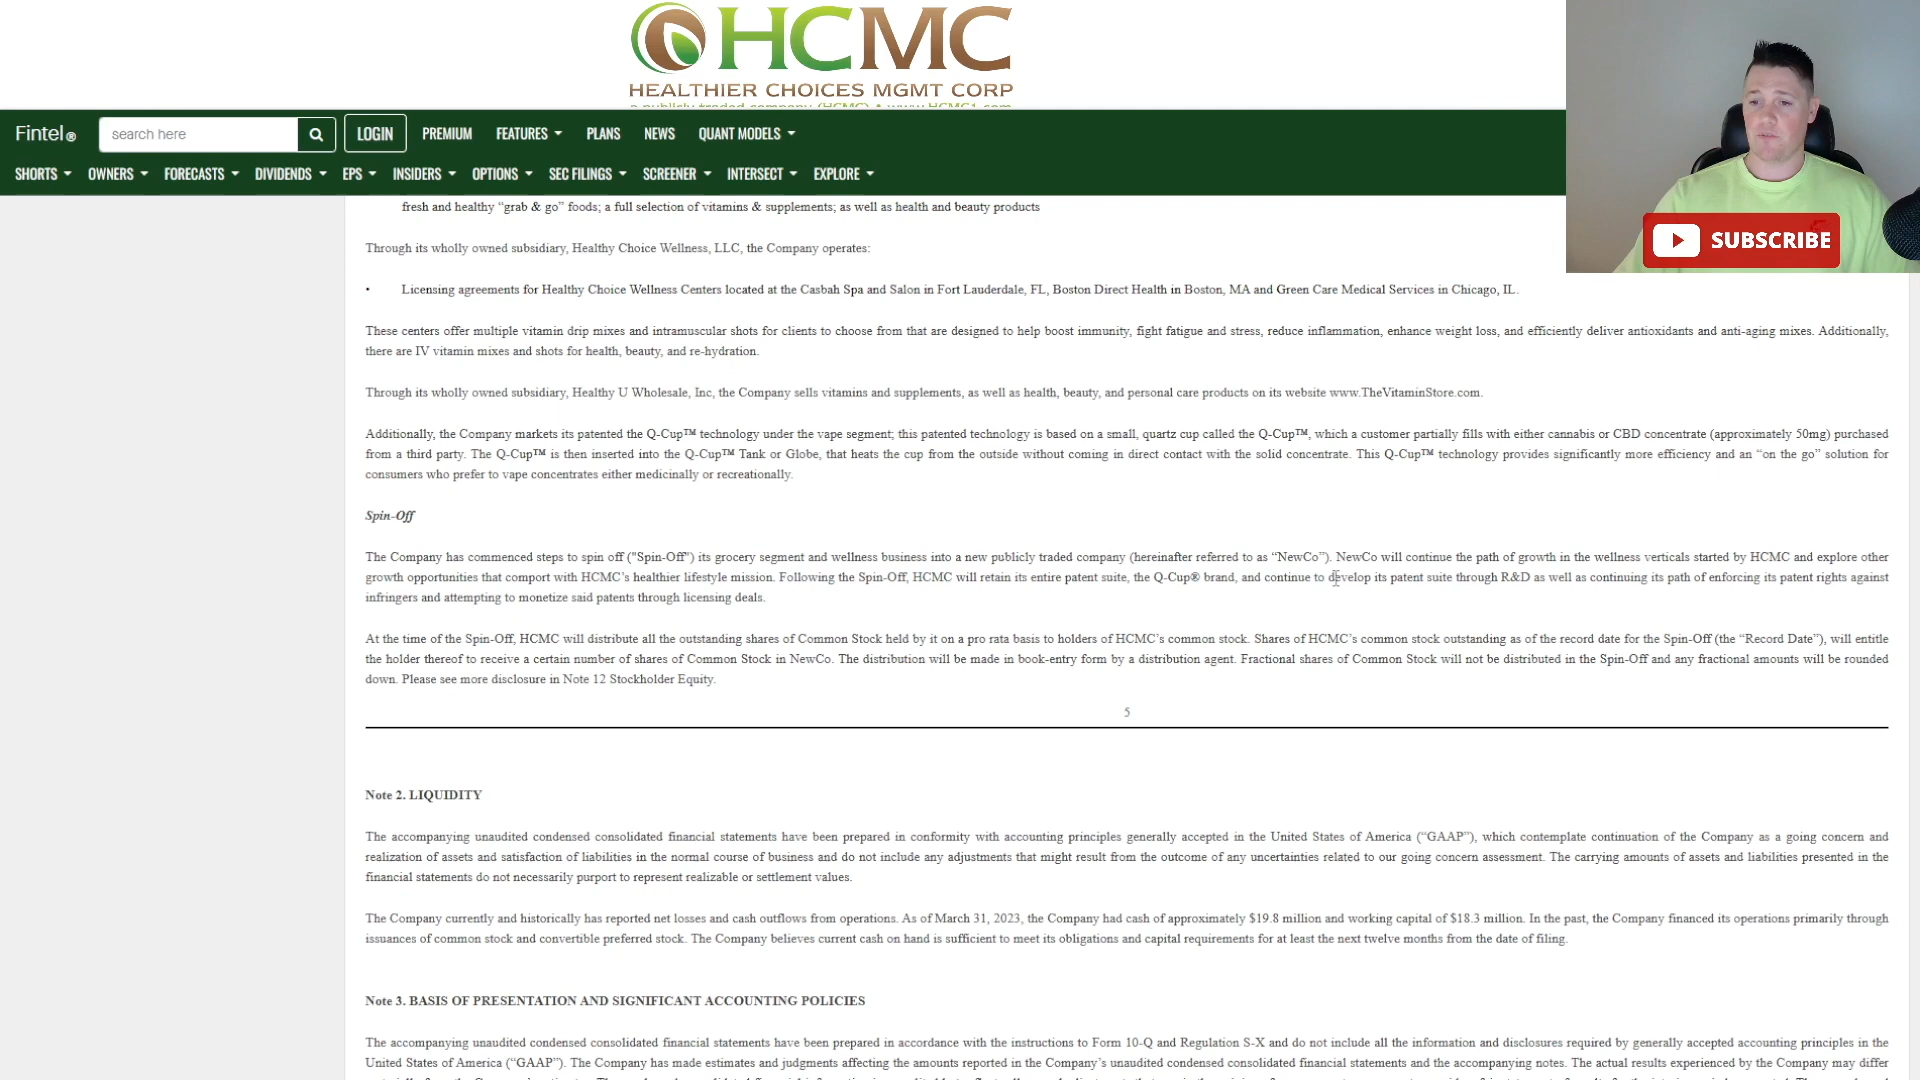 HCMC
HEALTHIER CHOICES MGMT CORP
a publicly traded company (HCMC) • www.HCMC1.com
Fintel®
search here
LOGIN
PREMIUM
FEATURES
PLANS
NEWS
QUANT MODELS
SHORTS
OWNERS
FORECASTS
DIVIDENDS
EPS
INSIDERS
OPTIONS
SEC FILINGS
SCREENER
INTERSECT
EXPLORE
SUBSCRIBE
fresh and healthy “grab & go” foods; a full selection of vitamins & supplements; as well as health and beauty products
Through its wholly owned subsidiary, Healthy Choice Wellness, LLC, the Company operates:
• Licensing agreements for Healthy Choice Wellness Centers located at the Casbah Spa and Salon in Fort Lauderdale, FL, Boston Direct Health in Boston, MA and Green Care Medical Services in Chicago, IL.
These centers offer multiple vitamin drip mixes and intramuscular shots for clients to choose from that are designed to help boost immunity, fight fatigue and stress, reduce inflammation, enhance weight loss, and efficiently deliver antioxidants and anti-aging mixes. Additionally,
there are IV vitamin mixes and shots for health, beauty, and re-hydration.
Through its wholly owned subsidiary, Healthy U Wholesale, Inc, the Company sells vitamins and supplements, as well as health, beauty, and personal care products on its website www.TheVitaminStore.com.
Additionally, the Company markets its patented the Q-Cup™ technology under the vape segment; this patented technology is based on a small, quartz cup called the Q-Cup™, which a customer partially fills with either cannabis or CBD concentrate (approximately 50mg) purchased
from a third party. The Q-Cup™ is then inserted into the Q-Cup™ Tank or Globe, that heats the cup from the outside without coming in direct contact with the solid concentrate. This Q-Cup™ technology provides significantly more efficiency and an “on the go” solution for
consumers who prefer to vape concentrates either medicinally or recreationally.
Spin-Off
The Company has commenced steps to spin off ("Spin-Off") its grocery segment and wellness business into a new publicly traded company (hereinafter referred to as “NewCo”). NewCo will continue the path of growth in the wellness verticals started by HCMC and explore other
growth opportunities that comport with HCMC’s healthier lifestyle mission. Following the Spin-Off, HCMC will retain its entire patent suite, the Q-Cup® brand, and continue to develop its patent suite through R&D as well as continuing its path of enforcing its patent rights against
infringers and attempting to monetize said patents through licensing deals.
At the time of the Spin-Off, HCMC will distribute all the outstanding shares of Common Stock held by it on a pro rata basis to holders of HCMC’s common stock. Shares of HCMC’s common stock outstanding as of the record date for the Spin-Off (the “Record Date”), will entitle
the holder thereof to receive a certain number of shares of Common Stock in NewCo. The distribution will be made in book-entry form by a distribution agent. Fractional shares of Common Stock will not be distributed in the Spin-Off and any fractional amounts will be rounded
down. Please see more disclosure in Note 12 Stockholder Equity.
5
Note 2. LIQUIDITY
The accompanying unaudited condensed consolidated financial statements have been prepared in conformity with accounting principles generally accepted in the United States of America (“GAAP”), which contemplate continuation of the Company as a going concern and
realization of assets and satisfaction of liabilities in the normal course of business and do not include any adjustments that might result from the outcome of any uncertainties related to our going concern assessment. The carrying amounts of assets and liabilities presented in the
financial statements do not necessarily purport to represent realizable or settlement values.
The Company currently and historically has reported net losses and cash outflows from operations. As of March 31, 2023, the Company had cash of approximately $19.8 million and working capital of $18.3 million. In the past, the Company financed its operations primarily through
issuances of common stock and convertible preferred stock. The Company believes current cash on hand is sufficient to meet its obligations and capital requirements for at least the next twelve months from the date of filing.
Note 3. BASIS OF PRESENTATION AND SIGNIFICANT ACCOUNTING POLICIES
The accompanying unaudited condensed consolidated financial statements have been prepared in accordance with the instructions to Form 10-Q and Regulation S-X and do not include all the information and disclosures required by generally accepted accounting principles in the
United States of America (“GAAP”). The Company has made estimates and judgments affecting the amounts reported in the Company’s unaudited condensed consolidated financial statements and the accompanying notes. The actual results experienced by the Company may differ